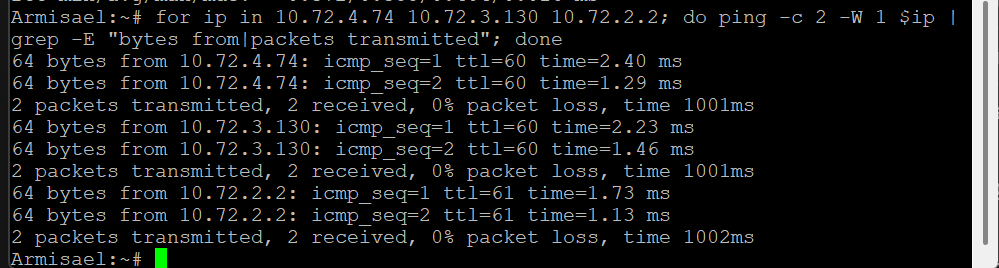 Armisael:~# for ip in 10.72.4.74 10.72.3.130 10.72.2.2; do ping -c 2 -W 1 $ip |
grep -E "bytes from|packets transmitted"; done
64 bytes from 10.72.4.74: icmp_seq=1 ttl=60 time=2.40 ms
64 bytes from 10.72.4.74: icmp_seq=2 ttl=60 time=1.29 ms
2 packets transmitted, 2 received, 0% packet loss, time 1001ms
64 bytes from 10.72.3.130: icmp_seq=1 ttl=60 time=2.23 ms
64 bytes from 10.72.3.130: icmp_seq=2 ttl=60 time=1.46 ms
2 packets transmitted, 2 received, 0% packet loss, time 1001ms
64 bytes from 10.72.2.2: icmp_seq=1 ttl=61 time=1.73 ms
64 bytes from 10.72.2.2: icmp_seq=2 ttl=61 time=1.13 ms
2 packets transmitted, 2 received, 0% packet loss, time 1002ms
Armisael:~#